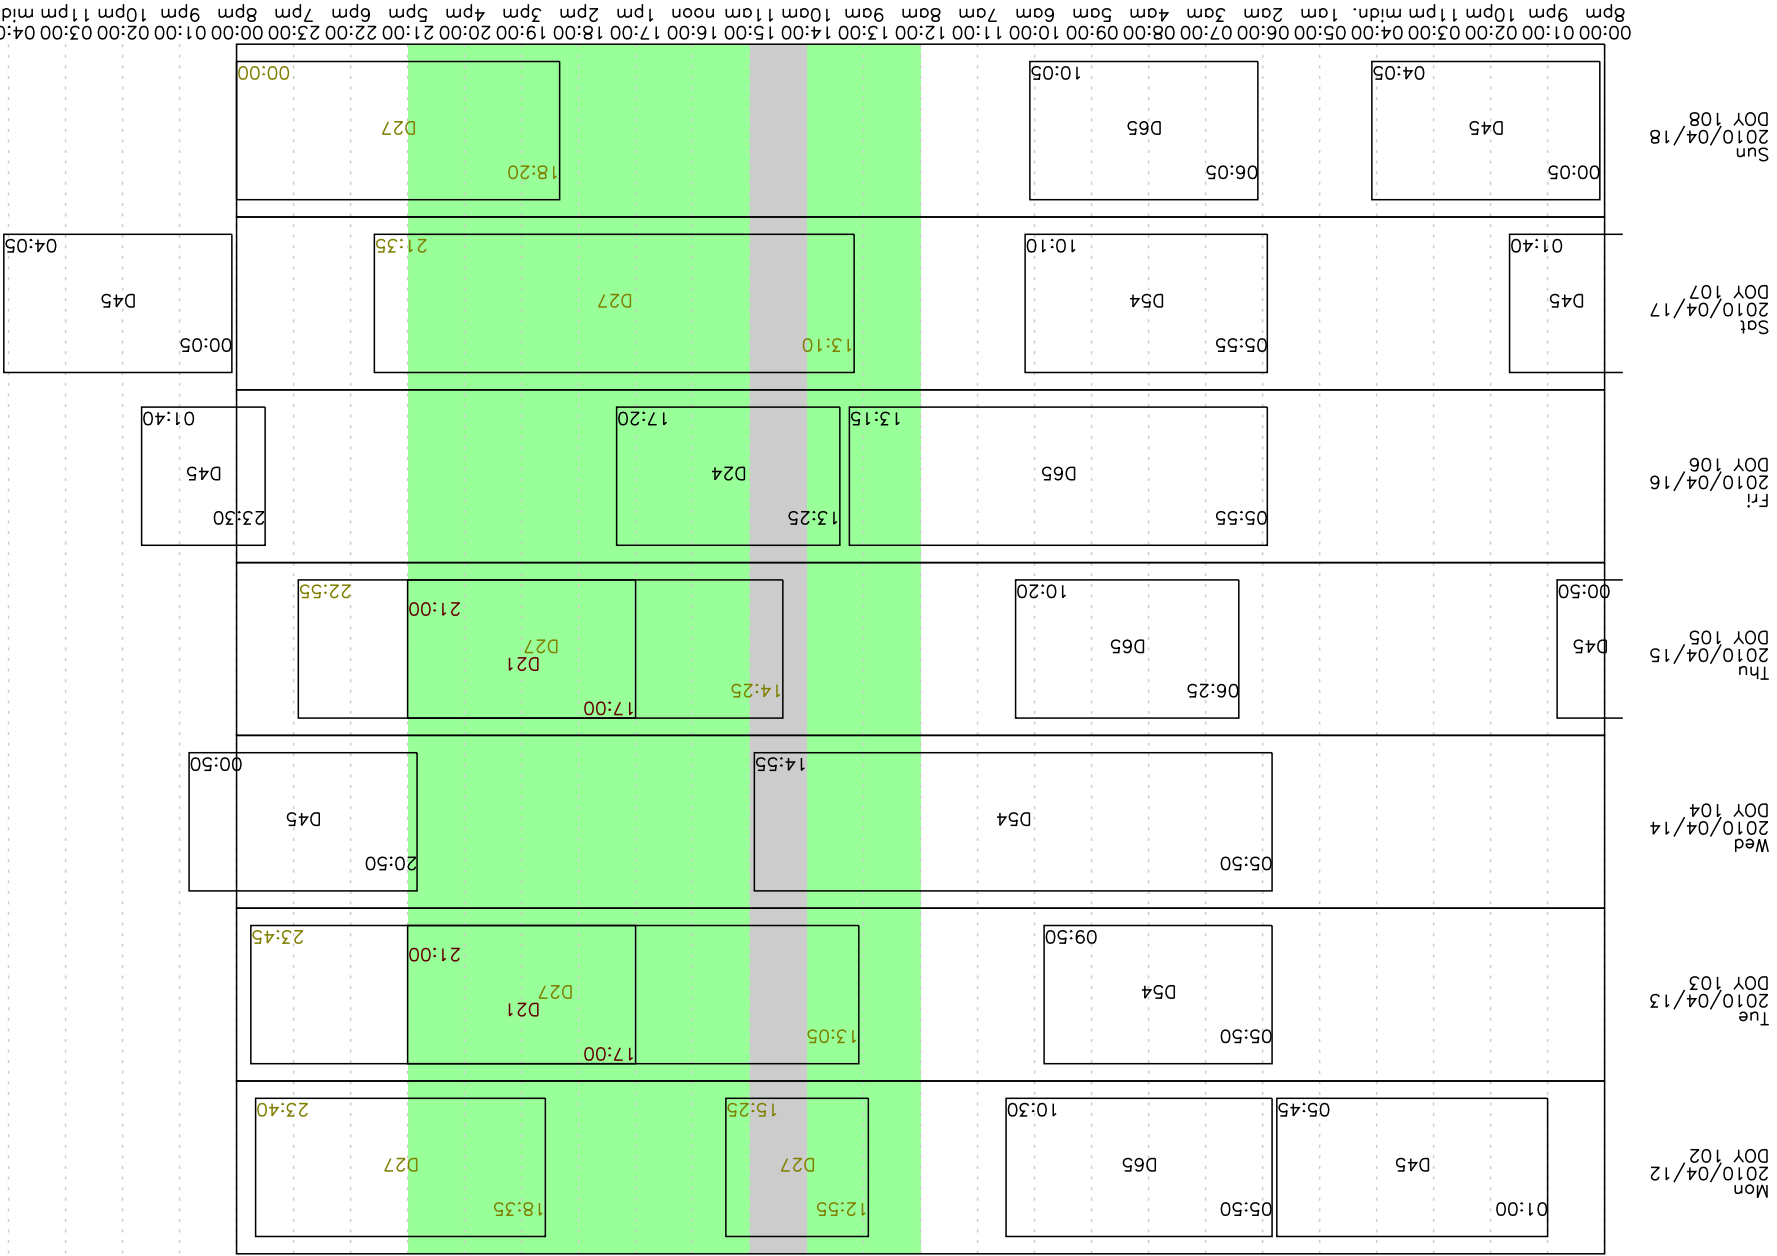 Mon
2010/04/12
DOY 102
01:00
D45
05:45
05:50
D65
10:30
12:55
D27
15:25
18:35
D27
23:40
Tue
2010/04/13
DOY 103
05:50
D54
09:50
13:05
D27
23:45
17:00
D21
21:00
Wed
2010/04/14
DOY 104
05:50
D54
14:55
20:50
D45
00:50
Thu
2010/04/15
DOY 105
D45
00:50
06:25
D65
10:20
14:25
D27
22:55
17:00
D21
21:00
Fri
2010/04/16
DOY 106
05:55
D65
13:15
13:25
D24
17:20
23:30
D45
01:40
Sat
2010/04/17
DOY 107
D45
01:40
05:55
D54
10:10
13:10
D27
21:35
00:05
D45
04:05
Sun
2010/04/18
DOY 108
00:05
D45
04:05
06:05
D65
10:05
18:20
D27
00:00
00:00 01:00 02:00 03:00 04:00 05:00 06:00 07:00 08:00 09:00 10:00 11:00 12:00 13:00 14:00 15:00 16:00 17:00 18:00 19:00 20:00 21:00 22:00 23:00 00:00 01:00 02:00 03:00 04:0
8pm 9pm 10pm 11pm midn. 1am 2am 3am 4am 5am 6am 7am 8am 9am 10am 11am noon 1pm 2pm 3pm 4pm 5pm 6pm 7pm 8pm 9pm 10pm 11pm mid